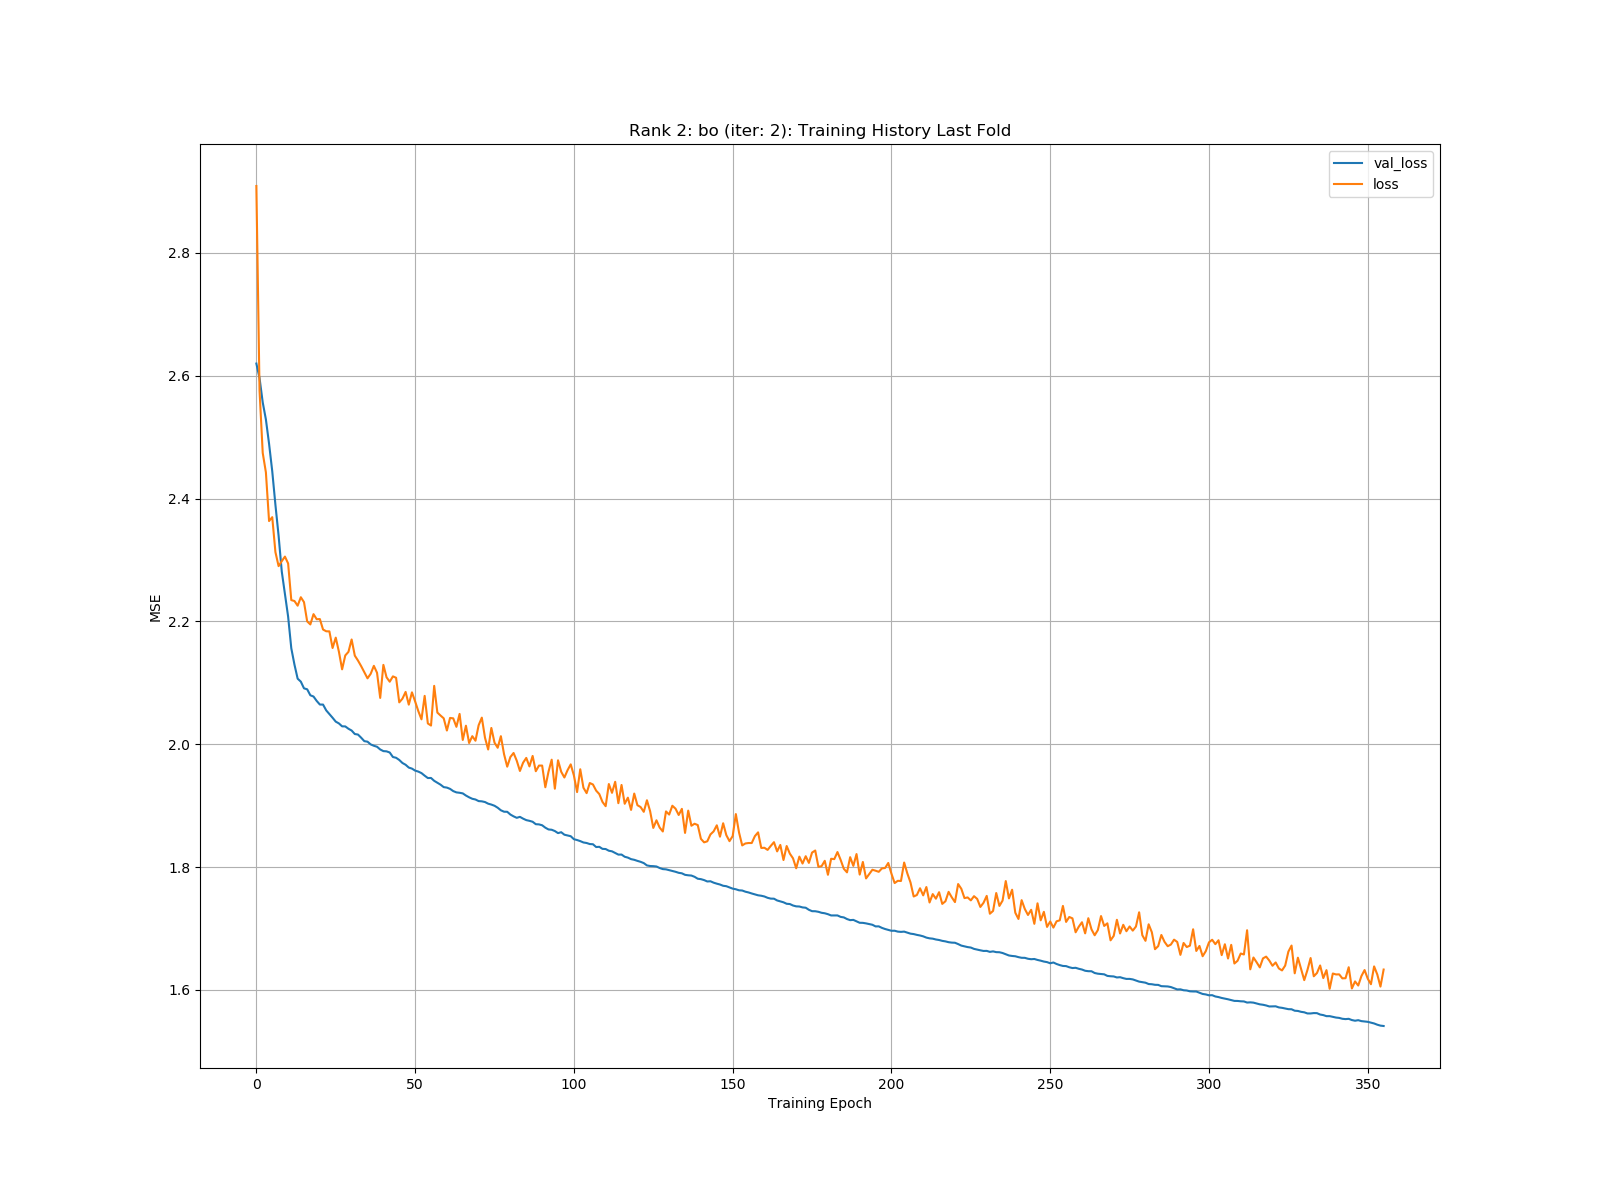 Rank 2: bo (iter: 2): Training History Last Fold
val_loss
loss
MSE
2.8
2.6
2.4
2.2
2.0
1.8
1.6
0 50 100 150 200 250 300 350
Training Epoch